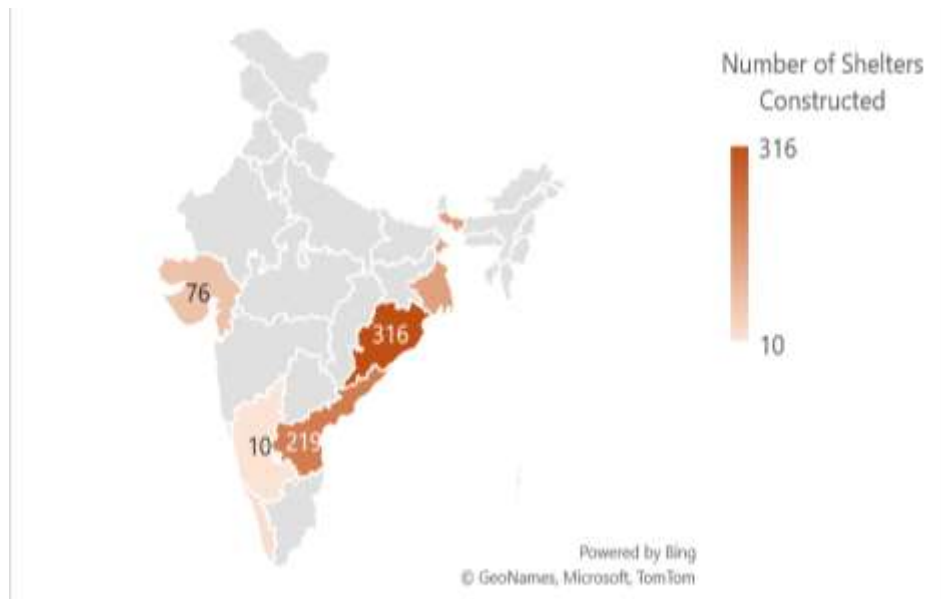 Number of Shelters
Constructed
316
10
76
316
10
219
Powered by Bing
© GeoNames, Microsoft, TomTom